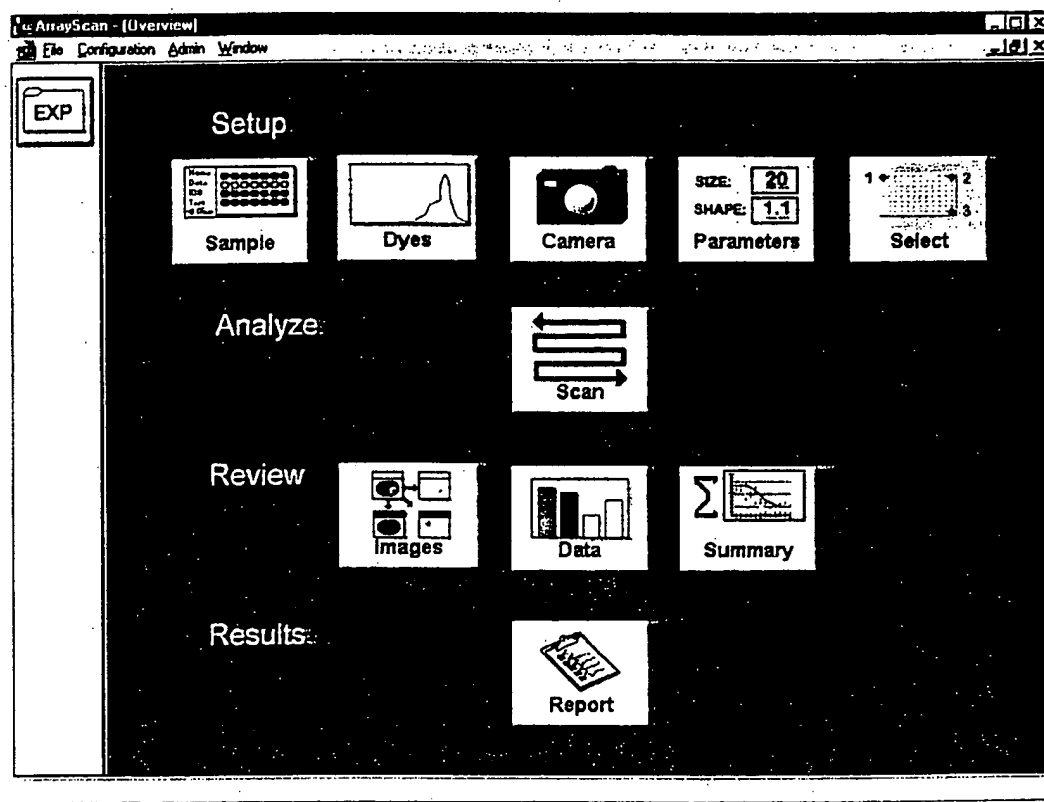 ArrayScan - [Overview]
File Configuration Admin Window
EXP
Setup
Sample
Dyes
Camera
SIZE: 20
SHAPE: 1.1
Parameters
1 2
3
Select
Analyze
Scan
Review
Images
Data
Σ
Summary
Results
Report